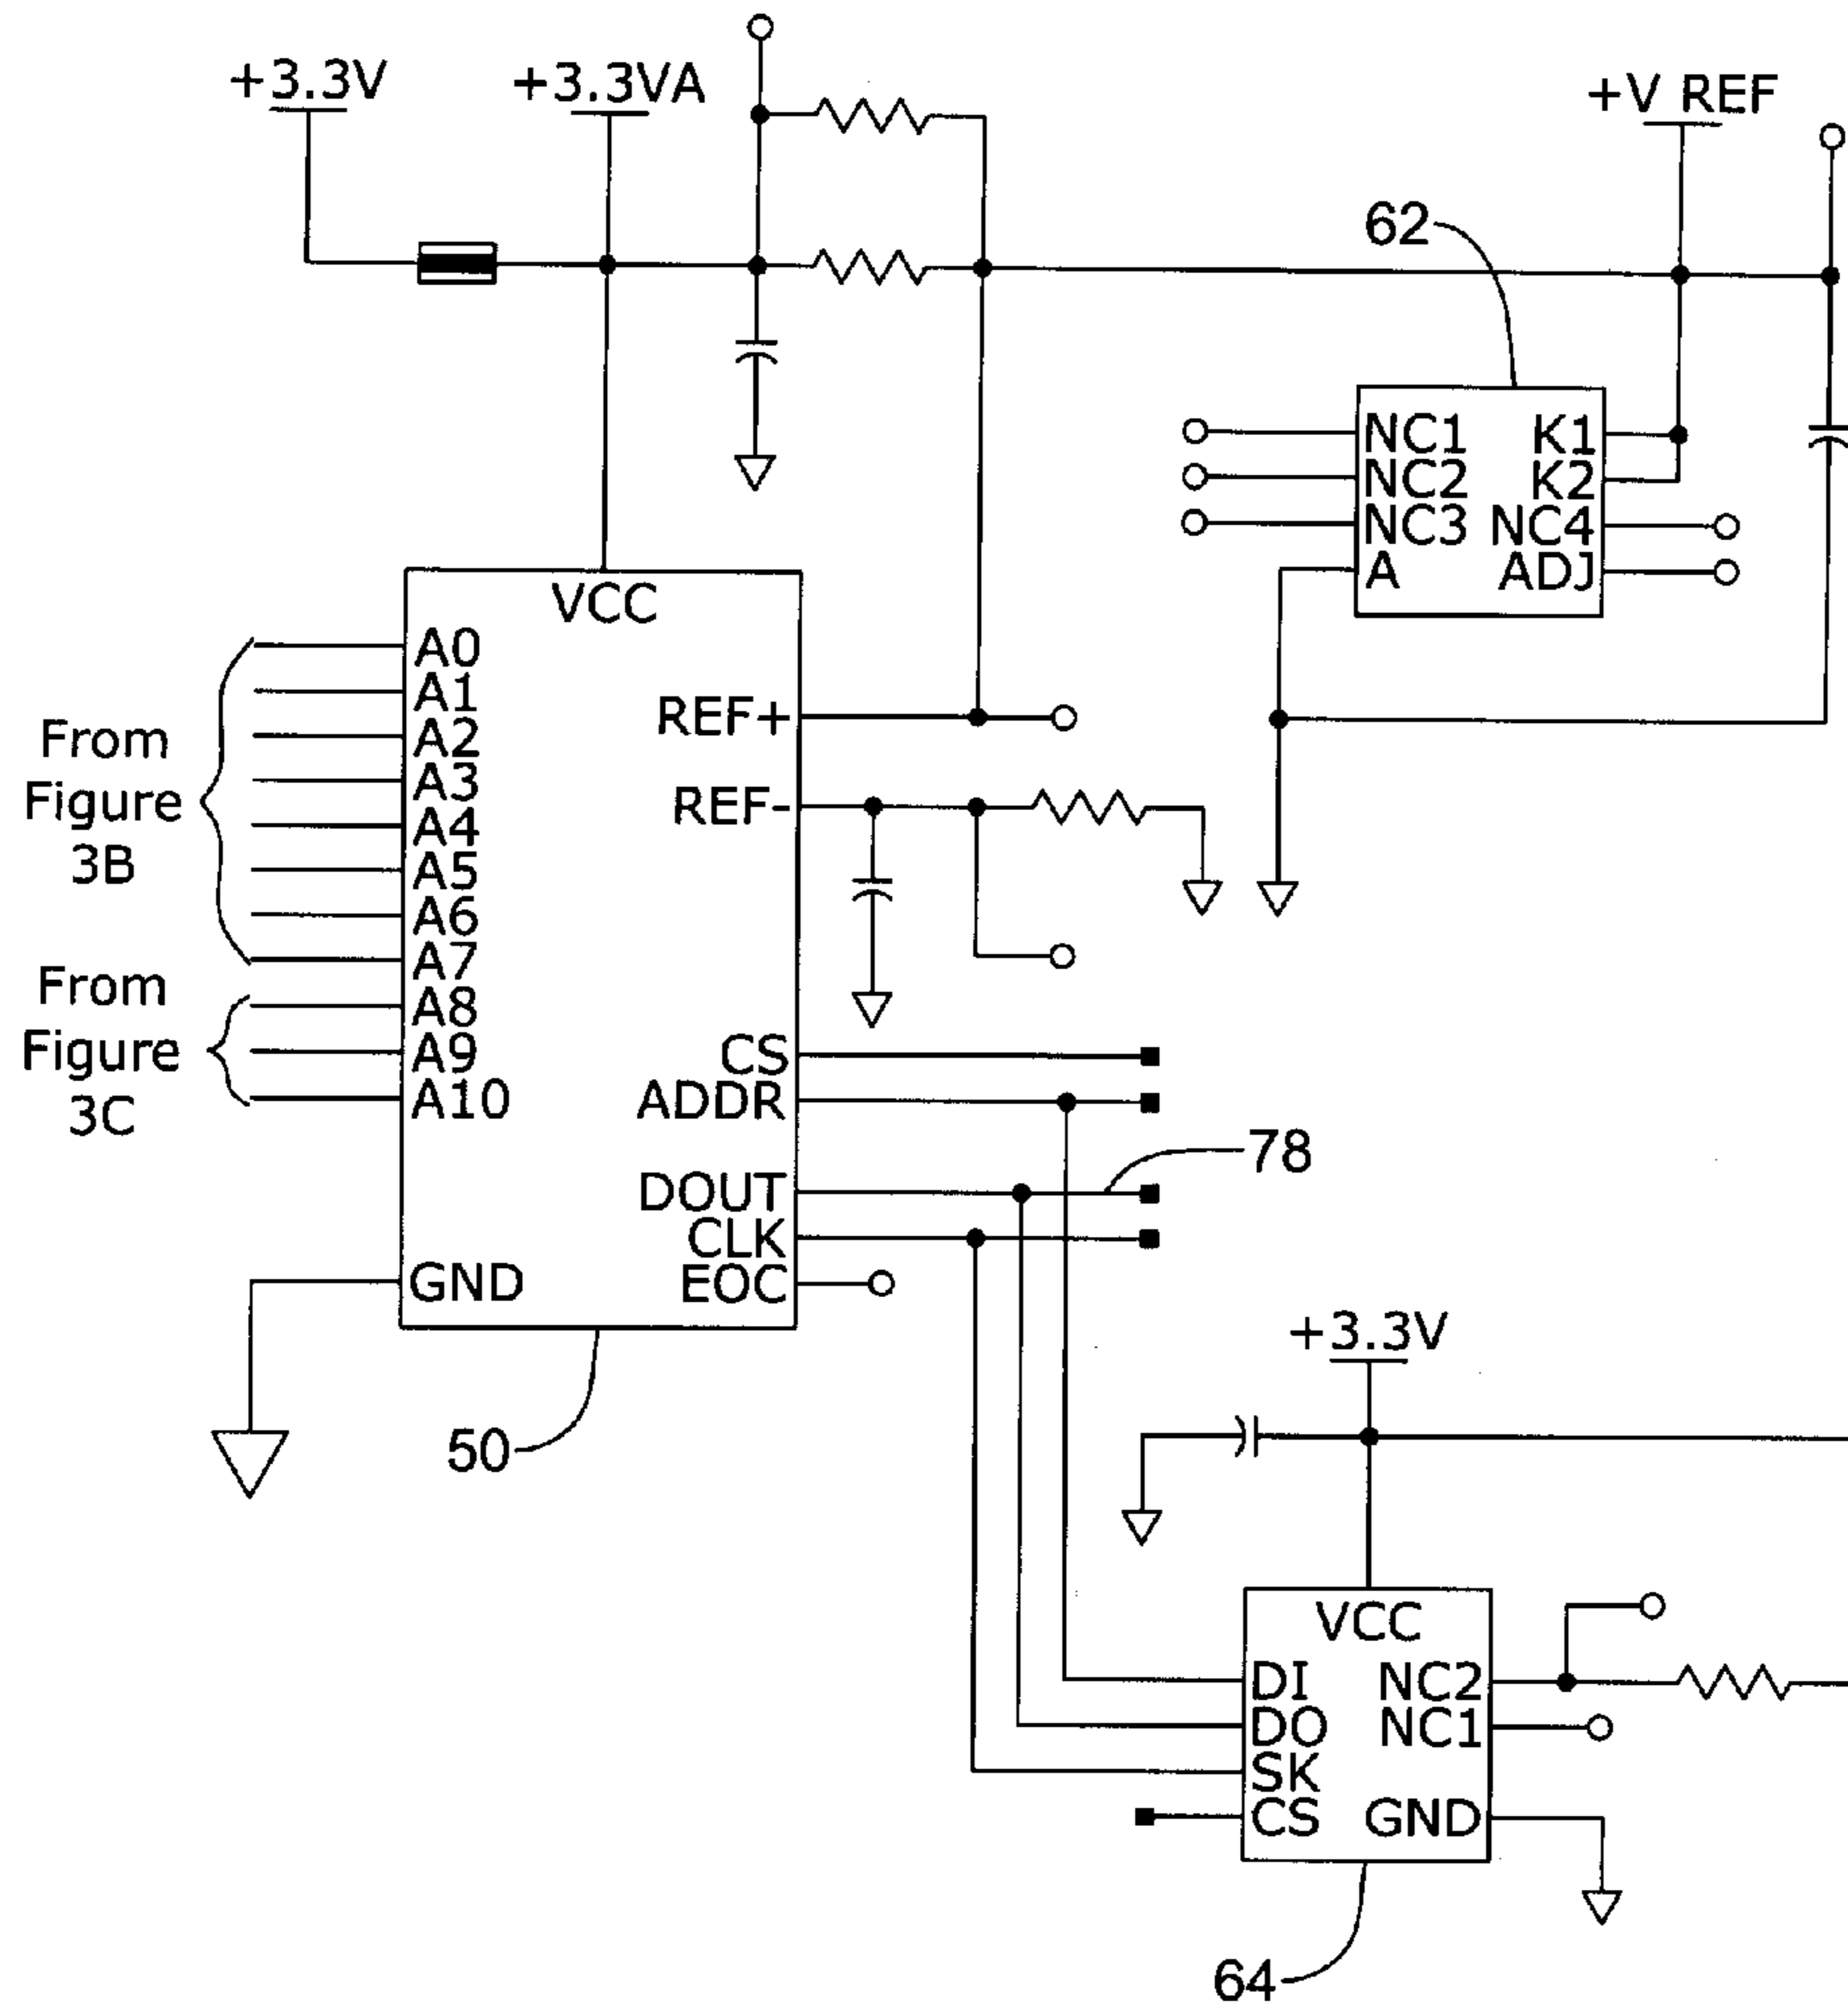 +3.3V
+3.3VA
+V REF
62
NC1
NC2
NC3
A
K1
K2
NC4
ADJ
VCC
A0
A1
A2
A3
A4
A5
A6
A7
A8
A9
A10
GND
REF+
REF-
CS
ADDR
DOUT
CLK
EOC
From
Figure
3B
From
Figure
3C
78
50
+3.3V
VCC
DI
DO
SK
CS
NC2
NC1
GND
64